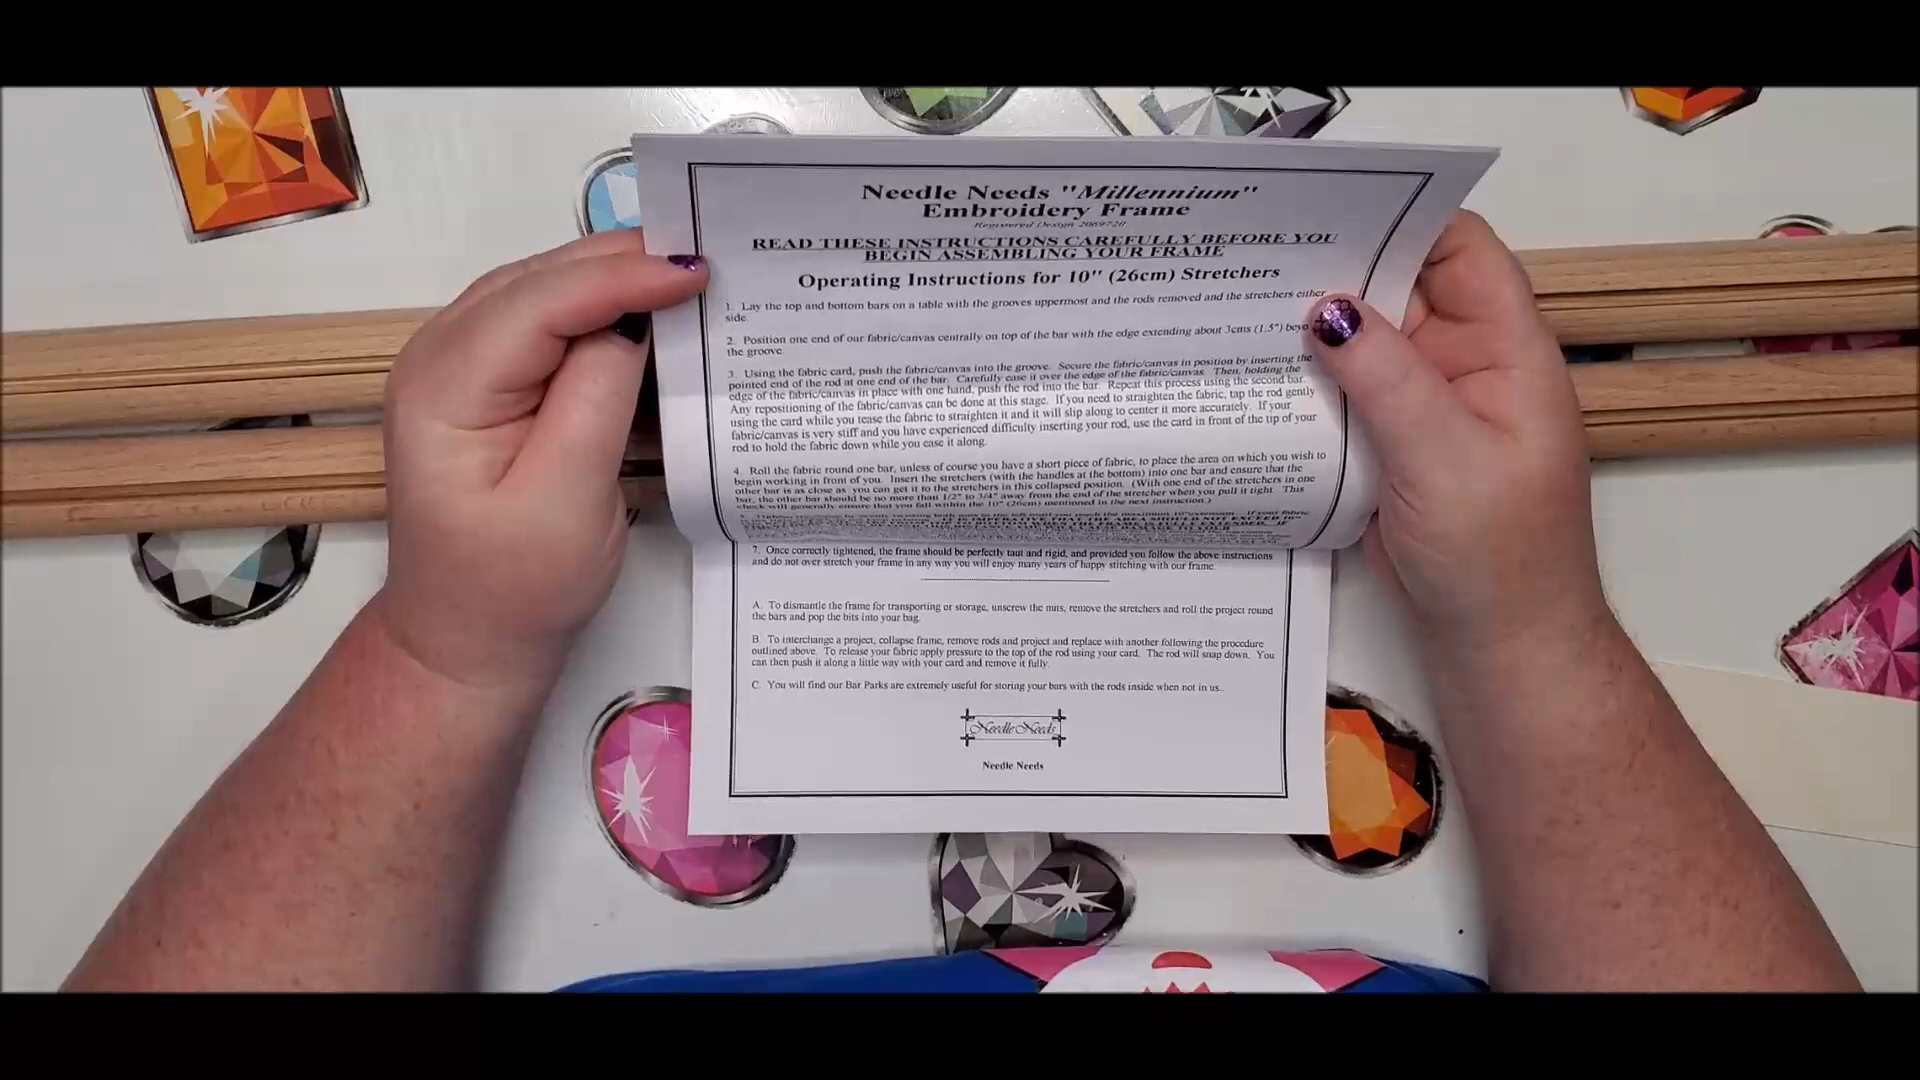 Needle Needs "Millennium"
Embroidery Frame
Registered Design 2069720
READ THESE INSTRUCTIONS CAREFULLY BEFORE YOU
BEGIN ASSEMBLING YOUR FRAME
Operating Instructions for 10" (26cm) Stretchers
1. Lay the top and bottom bars on a table with the grooves uppermost and the rods removed and the stretchers either
side.
2. Position one end of our fabric/canvas centrally on top of the bar with the edge extending about 3cms (1.5")
the groove.
3. Using the fabric card, push the fabric/canvas into the groove. Secure the fabric/canvas in position by inserting the
pointed end of the rod at one end of the bar. Carefully ease it over the edge of the fabric/canvas. Then, holding the
edge of the fabric/canvas in place with one hand, push the rod into the bar. Repeat this process using the second bar.
Any repositioning of the fabric/canvas can be done at this stage. If you need to straighten the fabric, tap the rod gently
using the card while you tease the fabric to straighten it and it will slip along to center it more accurately. If your
fabric/canvas is very stiff and you have experienced difficulty inserting your rod, use the card in front of the tip of your
rod to hold the fabric down while you ease it along.
4. Roll the fabric round one bar, unless of course you have a short piece of fabric, to place the area on which you wish to
begin working in front of you. Insert the stretchers (with the handles at the bottom) into one bar and ensure that the
other bar is as close as you can get it to the stretchers in this collapsed position. (With one end of the stretchers in one
bar, the other bar should be no more than 1/2" to 3/4" away from the end of the stretcher when you pull it tight. This
check will generally ensure that you fall within the 10" (26cm) mentioned in the next instruction.)
7. Once correctly tightened, the frame should be perfectly taut and rigid, and provided you follow the above instructions
and do not over stretch your frame in any way you will enjoy many years of happy stitching with our frame.
A. To dismantle the frame for transporting or storage, unscrew the nuts, remove the stretchers and roll the project round
the bars and pop the bits into your bag.
B. To interchange a project, collapse frame, remove rods and project and replace with another following the procedure
outlined above. To release your fabric apply pressure to the top of the rod using your card. The rod will snap down. You
can then push it along a little way with your card and remove it fully.
C. You will find our Bar Parks are extremely useful for storing your bars with the rods inside when not in us..
Needle Needs
Needle Needs